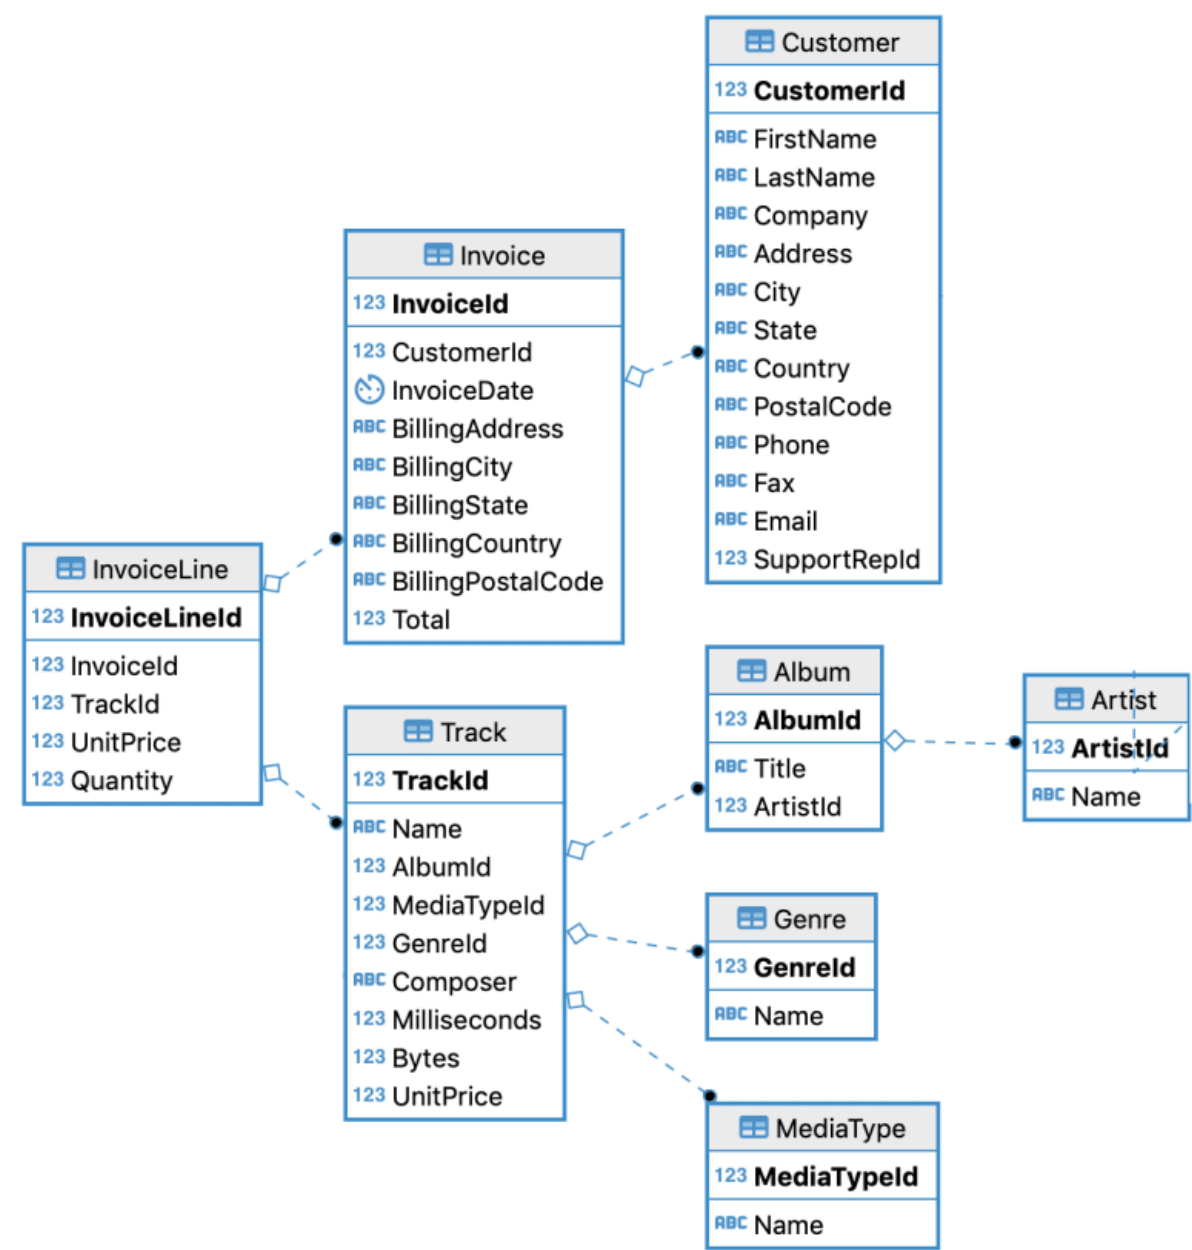 Customer
123 CustomerId
ABC FirstName
ABC LastName
ABC Company
ABC Address
ABC City
ABC State
ABC Country
ABC PostalCode
ABC Phone
ABC Fax
ABC Email
123 SupportRepId
Invoice
123 InvoiceId
123 CustomerId
InvoiceDate
ABC BillingAddress
ABC BillingCity
ABC BillingState
ABC BillingCountry
ABC BillingPostalCode
123 Total
InvoiceLine
123 InvoiceLineId
123 InvoiceId
123 TrackId
123 UnitPrice
123 Quantity
Track
123 TrackId
ABC Name
123 AlbumId
123 MediaTypeId
123 GenreId
ABC Composer
123 Milliseconds
123 Bytes
123 UnitPrice
Album
123 AlbumId
ABC Title
123 ArtistId
Artist
123 ArtistId
ABC Name
Genre
123 GenreId
ABC Name
MediaType
123 MediaTypeId
ABC Name